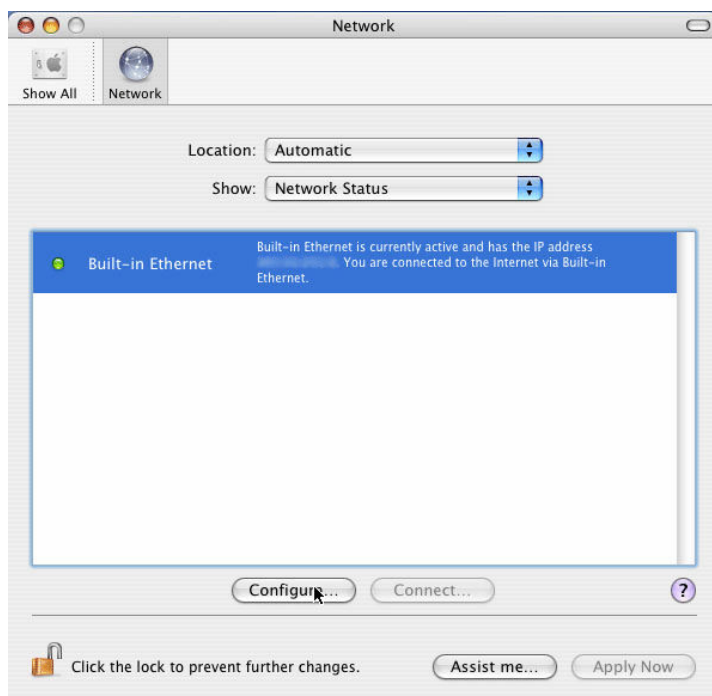 Network
Show All
Network
Location: Automatic
Show: Network Status
Built-in Ethernet
Built-in Ethernet is currently active and has the IP address
. You are connected to the Internet via Built-in
Ethernet.
Configure...
Connect...
?
Click the lock to prevent further changes.
Assist me...
Apply Now